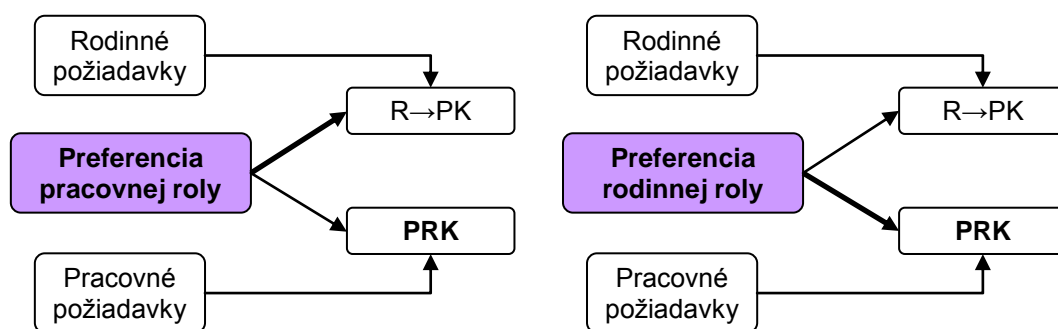 Rodinné
požiadavky
R→PK
Preferencia
pracovnej roly
PRK
Pracovné
požiadavky
Rodinné
požiadavky
R→PK
Preferencia
rodinnej roly
PRK
Pracovné
požiadavky